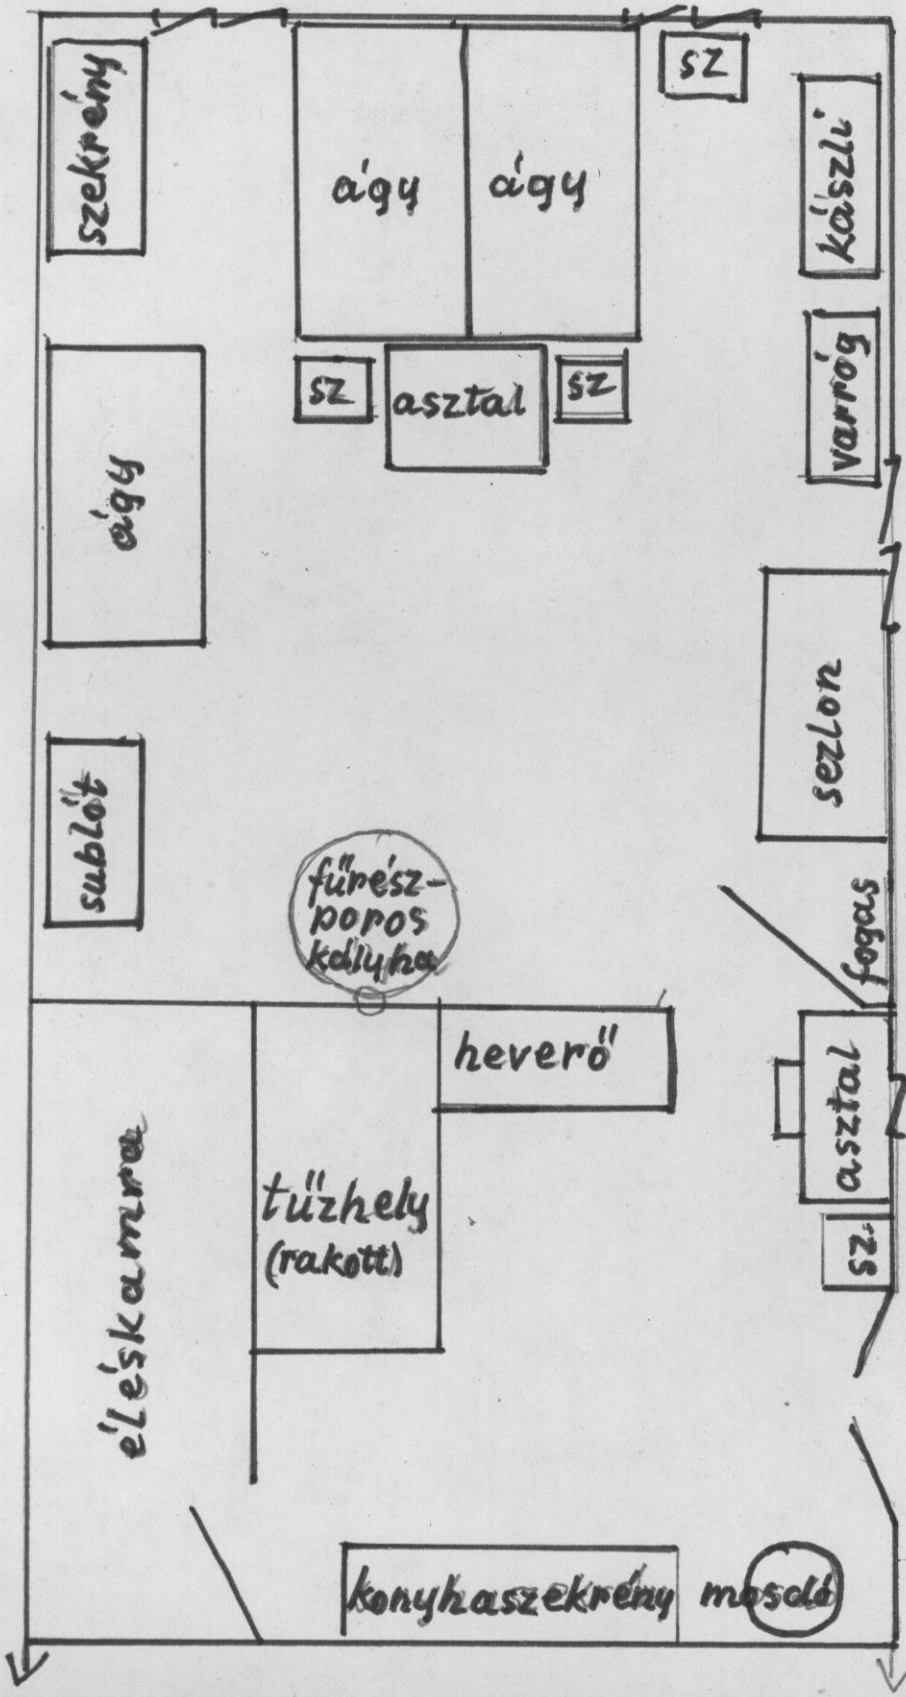 sz
szekrény
ágy
ágy
kászli
varróg
sz
asztal
sz
ágy
sezlon
sublót
fűrész-
poros
kályha
fogas
heverő
asztal
tűzhely
(rakott)
sz.
éléskamra
konyhaszekrény
mosdó